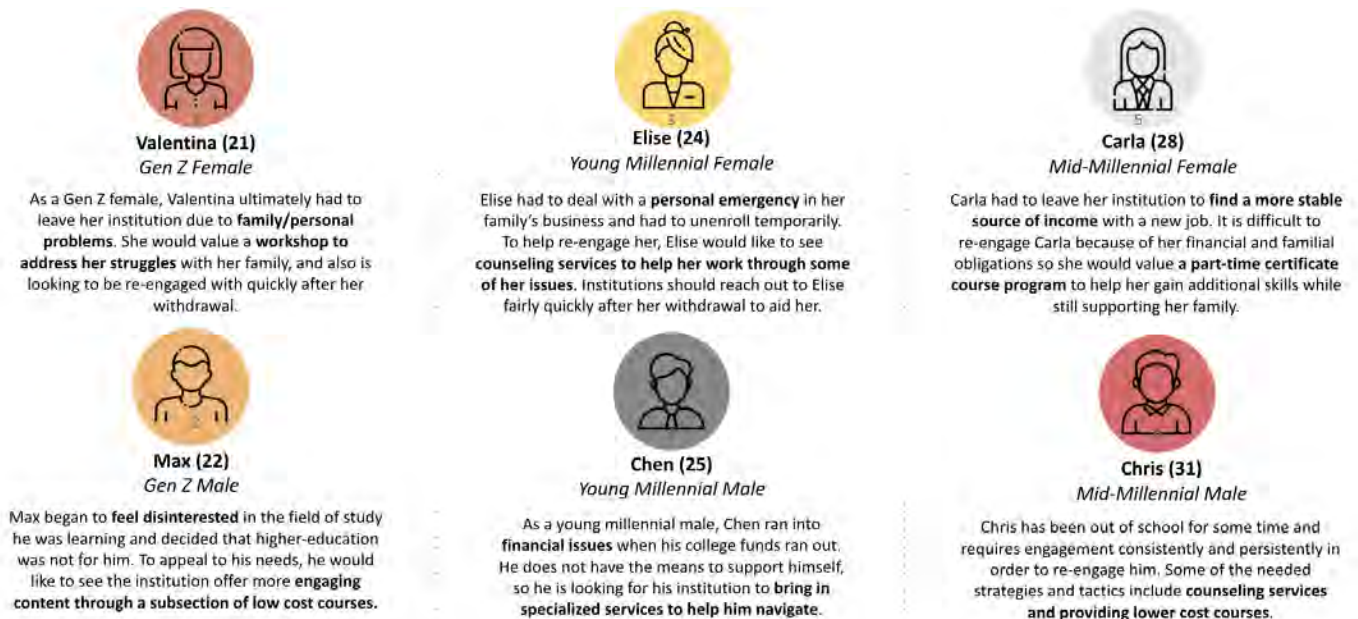 Valentina (21)
Gen Z Female
As a Gen Z female, Valentina ultimately had to
leave her institution due to family/personal
problems. She would value a workshop to
address her struggles with her family, and also is
looking to be re-engaged with quickly after her
withdrawal.
3
Elise (24)
Young Millennial Female
Elise had to deal with a personal emergency in her
family's business and had to unenroll temporarily.
To help re-engage her, Elise would like to see
counseling services to help her work through some
of her issues. Institutions should reach out to Elise
fairly quickly after her withdrawal to aid her.
5
Carla (28)
Mid-Millennial Female
Carla had to leave her institution to find a more stable
source of income with a new job. It is difficult to
re-engage Carla because of her financial and familial
obligations so she would value a part-time certificate
course program to help her gain additional skills while
still supporting her family.
2
Max (22)
Gen Z Male
Max began to feel disinterested in the field of study
he was learning and decided that higher-education
was not for him. To appeal to his needs, he would
like to see the institution offer more engaging
content through a subsection of low cost courses.
Chen (25)
Young Millennial Male
As a young millennial male, Chen ran into
financial issues when his college funds ran out.
He does not have the means to support himself,
so he is looking for his institution to bring in
specialized services to help him navigate.
Chris (31)
Mid-Millennial Male
Chris has been out of school for some time and
requires engagement consistently and persistently in
order to re-engage him. Some of the needed
strategies and tactics include counseling services
and providing lower cost courses.